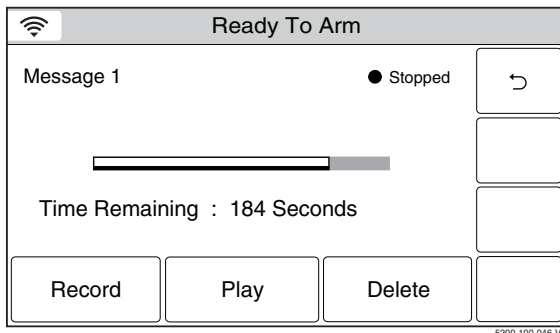 Ready To Arm
Message 1
Stopped
Time Remaining : 184 Seconds
Record
Play
Delete